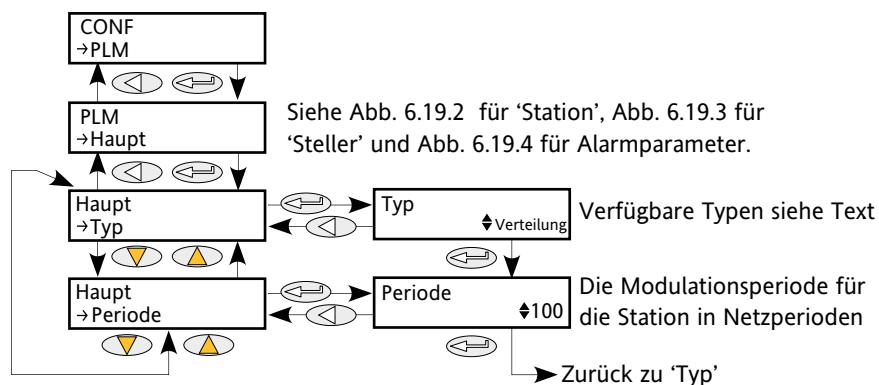 CONF
→PLM
PLM
→Haupt
Siehe Abb. 6.19.2 für ‘Station’, Abb. 6.19.3 für
‘Steller’ und Abb. 6.19.4 für Alarmparameter.
Haupt
→Typ
Typ
Verteilung
Verfügbare Typen siehe Text
Haupt
→Periode
Periode
100
Die Modulationsperiode für
die Station in Netzperioden
Zurück zu ‘Typ’